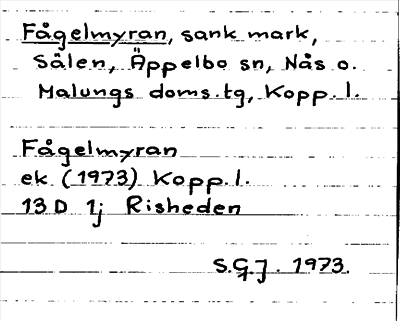 Fågelmyran, sank mark,
Sälen, Äppelbo sn, Nås o.
Malungs doms.tg, Kopp. l.
Fågelmyran
ek (1973) Kopp. l.
13 D 1j Risheden
S.G.J. 1973.